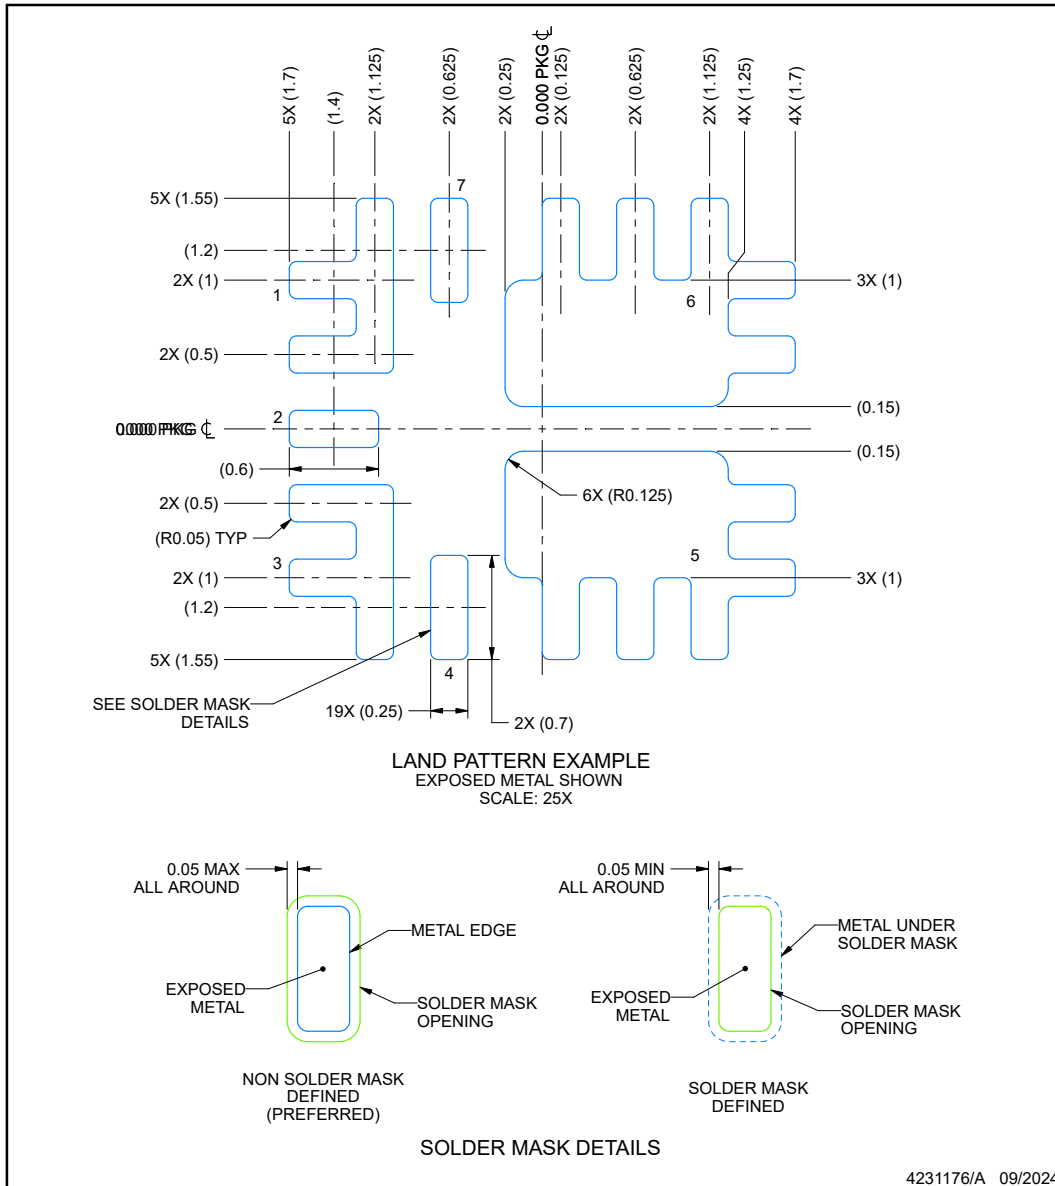 5X (1.7)
(1.4)
2X (1.125)
2X (0.625)
2X (0.25)
0.000 PKG ℄
2X (0.125)
2X (0.625)
2X (1.125)
4X (1.25)
4X (1.7)
5X (1.55)
7
(1.2)
2X (1)
1
6
3X (1)
2X (0.5)
(0.15)
2
0.000 PKG ℄
(0.15)
(0.6)
6X (R0.125)
2X (0.5)
(R0.05) TYP
3
5
2X (1)
3X (1)
(1.2)
5X (1.55)
4
SEE SOLDER MASK
DETAILS
19X (0.25)
2X (0.7)
LAND PATTERN EXAMPLE
EXPOSED METAL SHOWN
SCALE: 25X
0.05 MAX
ALL AROUND
METAL EDGE
EXPOSED
METAL
SOLDER MASK
OPENING
NON SOLDER MASK
DEFINED
(PREFERRED)
0.05 MIN
ALL AROUND
METAL UNDER
SOLDER MASK
EXPOSED
METAL
SOLDER MASK
OPENING
SOLDER MASK
DEFINED
SOLDER MASK DETAILS
4231176/A 09/2024